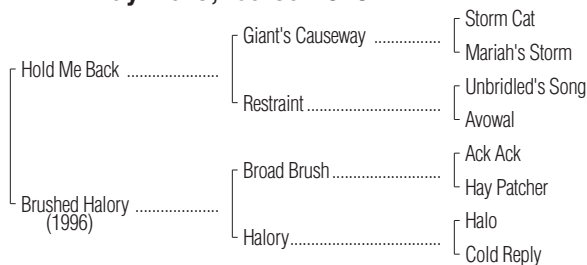 Storm Cat
Giant's Causeway ..................
Mariah's Storm
Hold Me Back .....................
Unbridled's Song
Restraint ..............................
Avowal
Ack Ack
Broad Brush ........................
Hay Patcher
Brushed Halory ...................
(1996)
Halo
Halory ..................................
Cold Reply